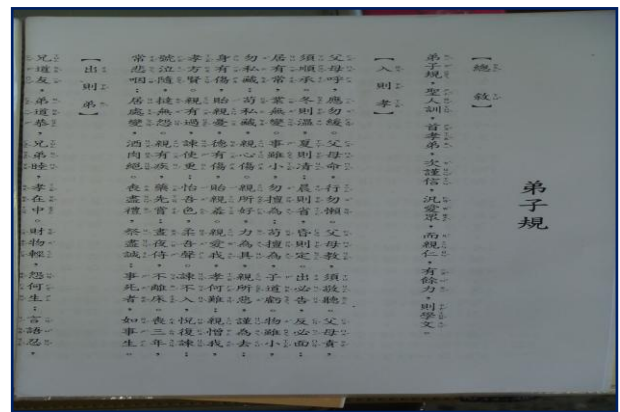 弟子規
【總敘】
弟子規，聖人訓。首孝弟，次謹信。汎愛眾，而親仁。有餘力，則學文。
【入則孝】
父母呼，應勿緩。父母命，行勿懶。父母教，須敬聽。父母責，
須順承。冬則溫，夏則凊。晨則省，昏則定。出必告，反必面。
居有常，業無變。事雖小，勿擅為。苟擅為，子道虧。物雖小，
勿私藏。苟私藏，親心傷。親所好，力為具。親所惡，謹為去。
身有傷，貽親憂。德有傷，貽親羞。親愛我，孝何難。親憎我，
孝方賢。親有過，諫使更。怡吾色，柔吾聲。諫不入，悅復諫。
號泣隨，撻無怨。親有疾，藥先嘗。晝夜侍，不離床。喪三年，
常悲咽。居處變，酒肉絕。喪盡禮，祭盡誠。事死者，如事生。
【出則弟】
兄道友，弟道恭。兄弟睦，孝在中。財物輕，怨何生。言語忍，